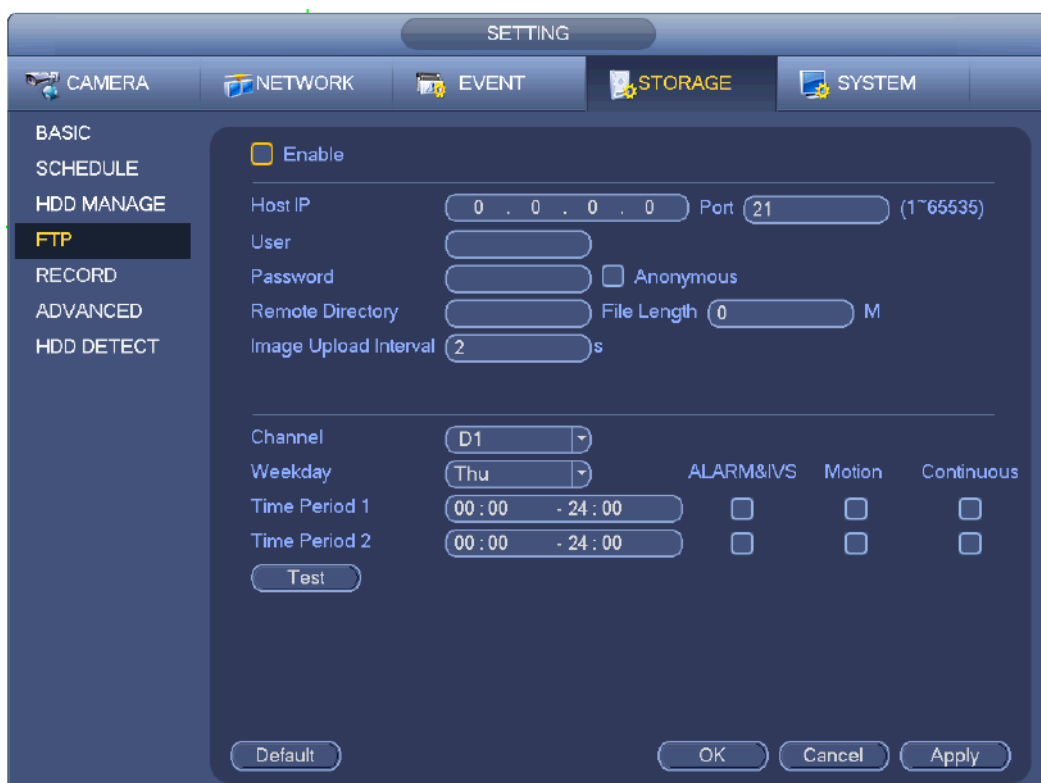 SETTING
CAMERA NETWORK EVENT STORAGE SYSTEM
BASIC
SCHEDULE
HDD MANAGE
FTP
RECORD
ADVANCED
HDD DETECT
Enable
Host IP 0 . 0 . 0 . 0 Port 21 (1~65535)
User
Password Anonymous
Remote Directory File Length 0 M
Image Upload Interval 2 s
Channel D1
Weekday Thu ALARM&IVS Motion Continuous
Time Period 1 00 : 00 - 24 : 00
Time Period 2 00 : 00 - 24 : 00
Test
Default OK Cancel Apply